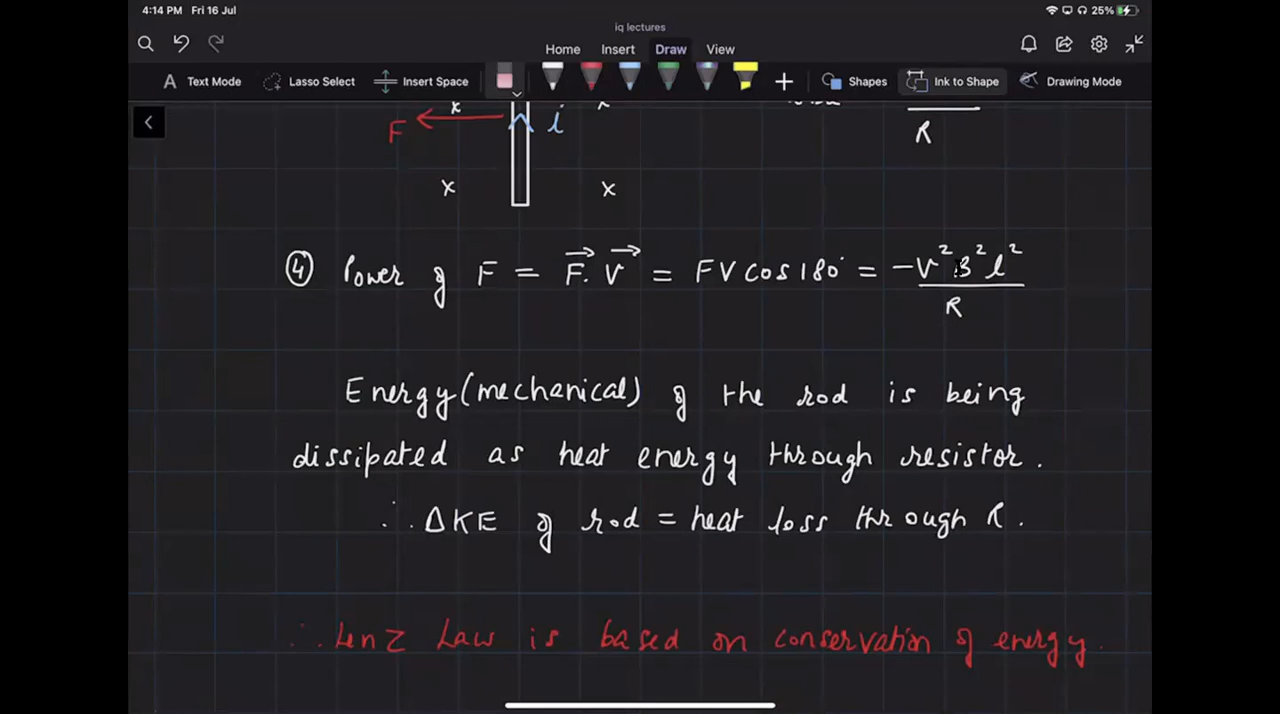 4:14 PM Fri 16 Jul
25%
iq lectures
Home Insert Draw View
Text Mode Lasso Select Insert Space Shapes Ink to Shape Drawing Mode
x
F i R
x x
④ Power of F = F⃗. V⃗ = FV cos 180° = -V²B²l²
R
Energy (mechanical) of the rod is being
dissipated as heat energy through resistor.
∴ ΔKE of rod = heat loss through R.
∴ Lenz Law is based on conservation of energy.